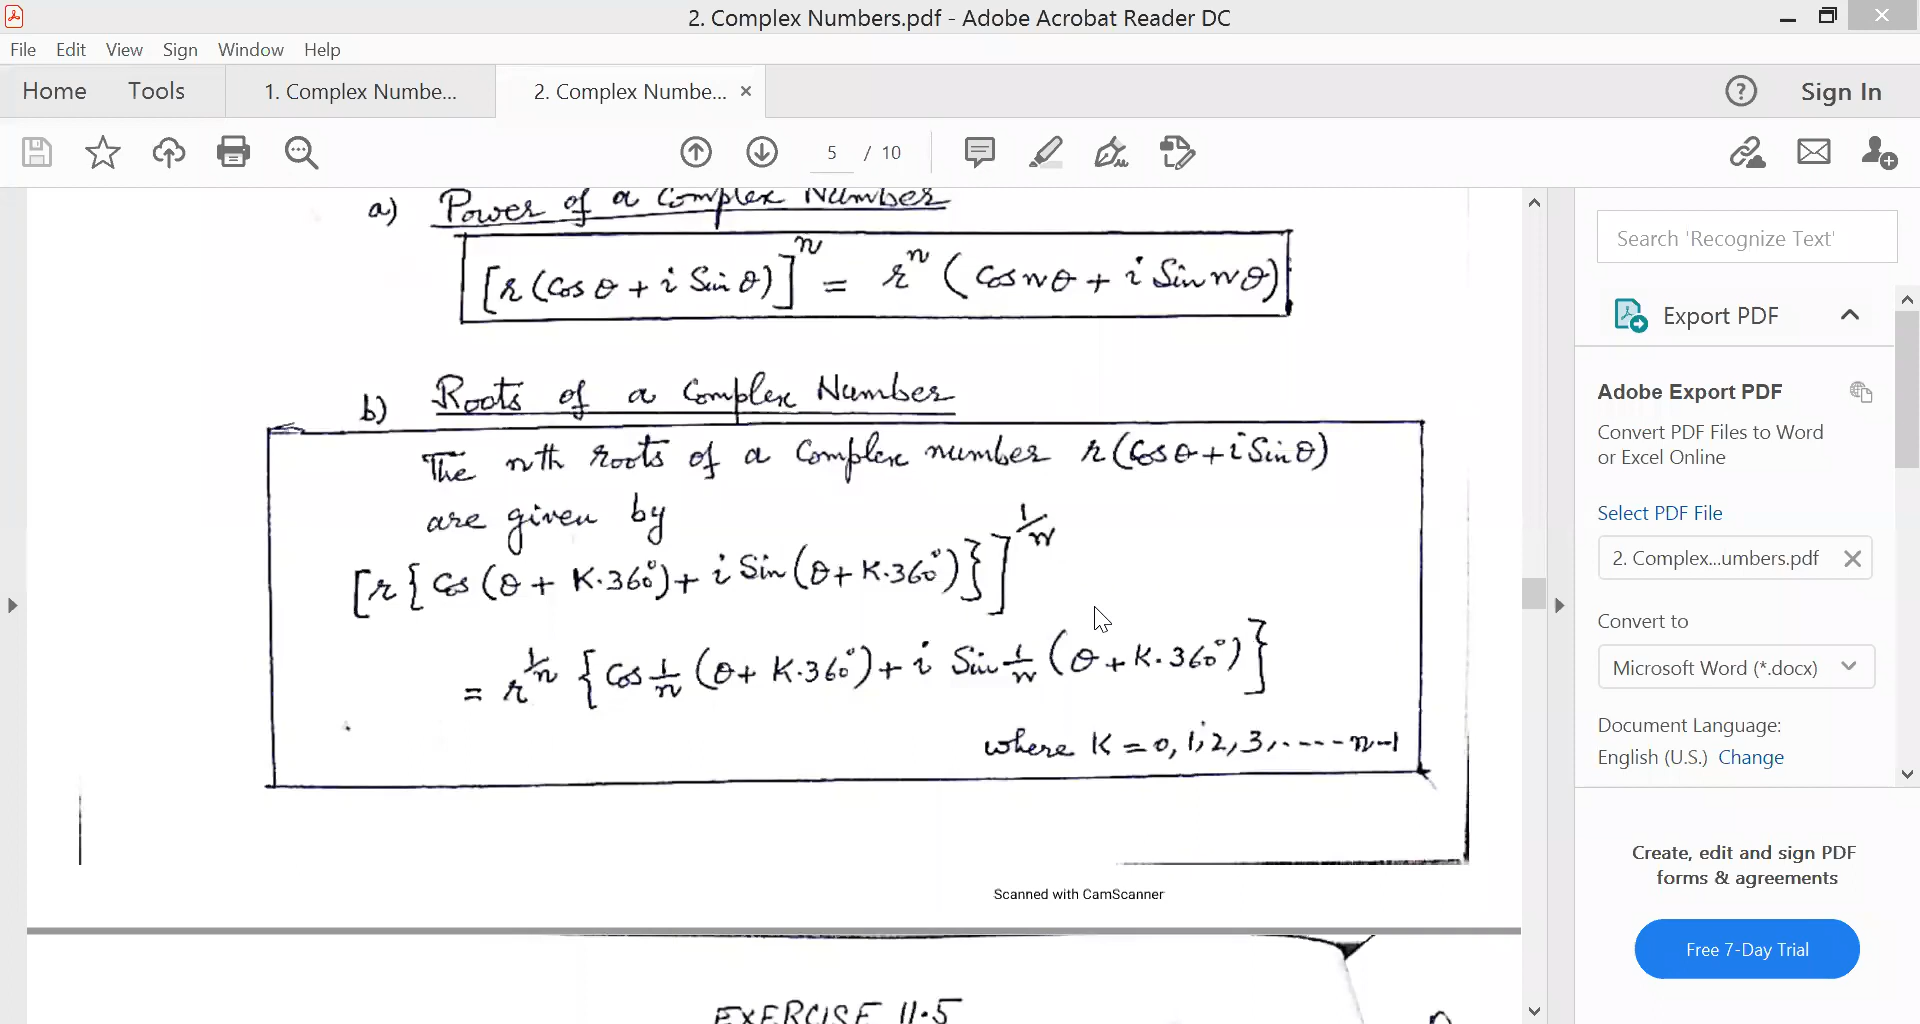 2. Complex Numbers.pdf - Adobe Acrobat Reader DC
File Edit View Sign Window Help
Home Tools 1. Complex Numbe... 2. Complex Numbe... × ? Sign In
5 / 10
a) Power of a Complex Number
[r(Cos θ + i Sin θ)]^n = r^n (Cos nθ + i Sin nθ)
b) Roots of a Complex Number
The nth roots of a Complex number r(Cosθ + i Sinθ)
are given by
[r{Cos(θ + K.360°) + i Sin(θ + K.360°)}]^1/n
= r^1/n {Cos 1/n (θ + K.360°) + i Sin 1/n (θ + K.360°)}
where K = 0, 1, 2, 3, ..... n-1
Scanned with CamScanner
EXERCISE 11.5
Search 'Recognize Text'
Export PDF
Adobe Export PDF
Convert PDF Files to Word
or Excel Online
Select PDF File
2. Complex...umbers.pdf ×
Convert to
Microsoft Word (*.docx)
Document Language:
English (U.S.) Change
Create, edit and sign PDF
forms & agreements
Free 7-Day Trial